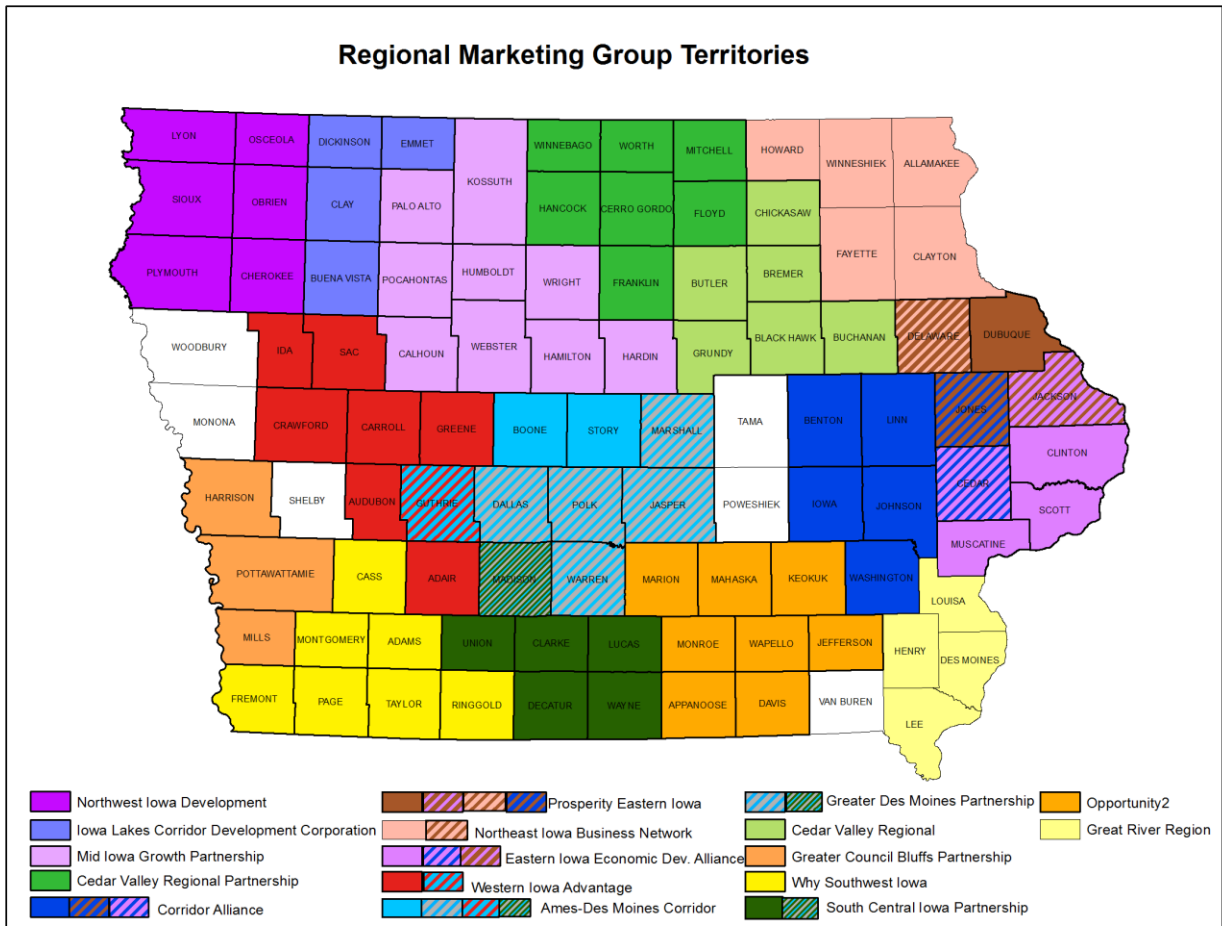 Regional Marketing Group Territories
LYON OSCEOLA DICKINSON EMMET KOSSUTH WINNEBAGO WORTH MITCHELL HOWARD WINNESHIEK ALLAMAKEE
SIOUX OBRIEN CLAY PALO ALTO HANCOCK CERRO GORDO FLOYD CHICKASAW
PLYMOUTH CHEROKEE BUENA VISTA POCAHONTAS HUMBOLDT WRIGHT FRANKLIN BUTLER BREMER FAYETTE CLAYTON
WOODBURY IDA SAC CALHOUN WEBSTER HAMILTON HARDIN GRUNDY BLACK HAWK BUCHANAN DELAWARE DUBUQUE
MONONA CRAWFORD CARROLL GREENE BOONE STORY MARSHALL TAMA BENTON LINN JONES JACKSON
CLINTON
HARRISON SHELBY AUDUBON GUTHRIE DALLAS POLK JASPER POWESHIEK IOWA JOHNSON CEDAR SCOTT
MUSCATINE
POTTAWATTAMIE CASS ADAIR MADISON WARREN MARION MAHASKA KEOKUK WASHINGTON LOUISA
MILLS MONTGOMERY ADAMS UNION CLARKE LUCAS MONROE WAPELLO JEFFERSON HENRY DES MOINES
FREMONT PAGE TAYLOR RINGGOLD DECATUR WAYNE APPANOOSE DAVIS VAN BUREN LEE
Northwest Iowa Development
Iowa Lakes Corridor Development Corporation
Mid Iowa Growth Partnership
Cedar Valley Regional Partnership
Corridor Alliance
Prosperity Eastern Iowa
Northeast Iowa Business Network
Eastern Iowa Economic Dev. Alliance
Western Iowa Advantage
Ames-Des Moines Corridor
Greater Des Moines Partnership
Cedar Valley Regional
Greater Council Bluffs Partnership
Why Southwest Iowa
South Central Iowa Partnership
Opportunity2
Great River Region